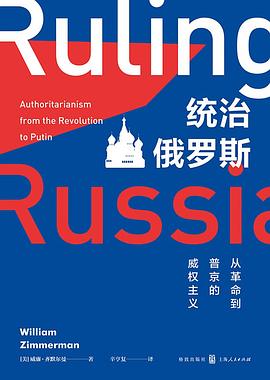 Ruling
Authoritarianism
from the Revolution
to Putin
统治
俄罗斯
Russia
从革命到
普京的
威权主义
William
Zimmerman
[美] 威廉·齐默尔曼 著
辛亨复 译
格致出版社 上海人民出版社